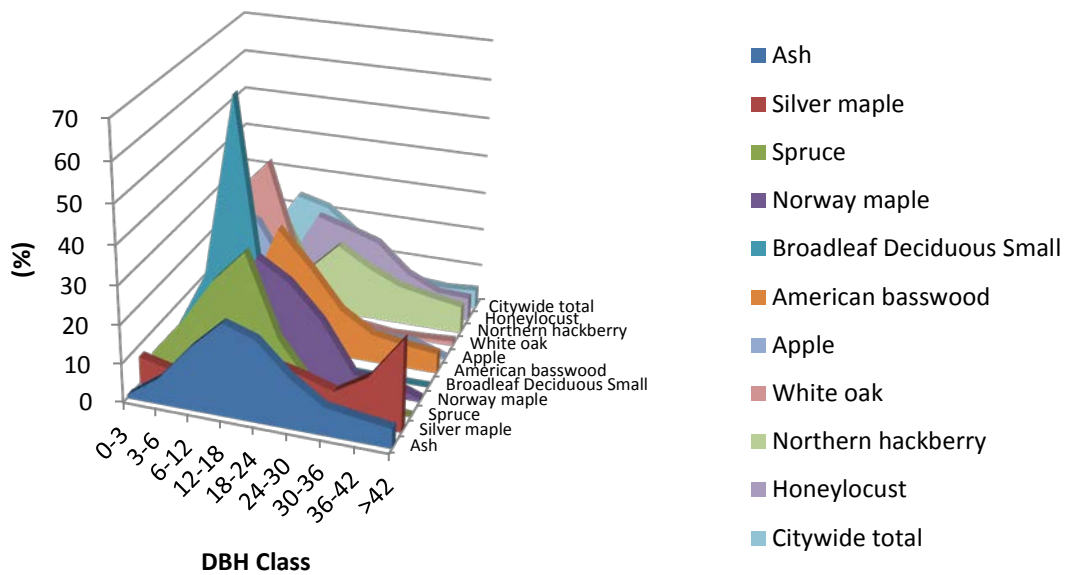 70
60
50
40
30
20
10
0
(%)
0-3
3-6
6-12
12-18
18-24
24-30
30-36
36-42
>42
DBH Class
Citywide total
Honeylocust
Northern hackberry
White oak
Apple
American basswood
Broadleaf Deciduous Small
Norway maple
Spruce
Silver maple
Ash
Ash
Silver maple
Spruce
Norway maple
Broadleaf Deciduous Small
American basswood
Apple
White oak
Northern hackberry
Honeylocust
Citywide total